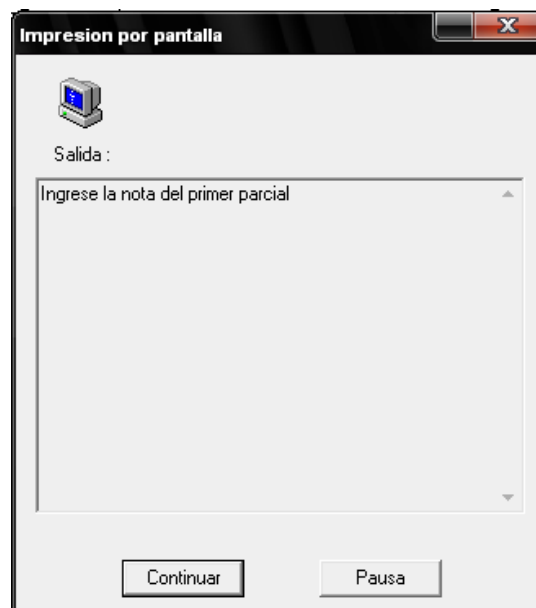 Impresion por pantalla
Salida :
Ingrese la nota del primer parcial
Continuar
Pausa